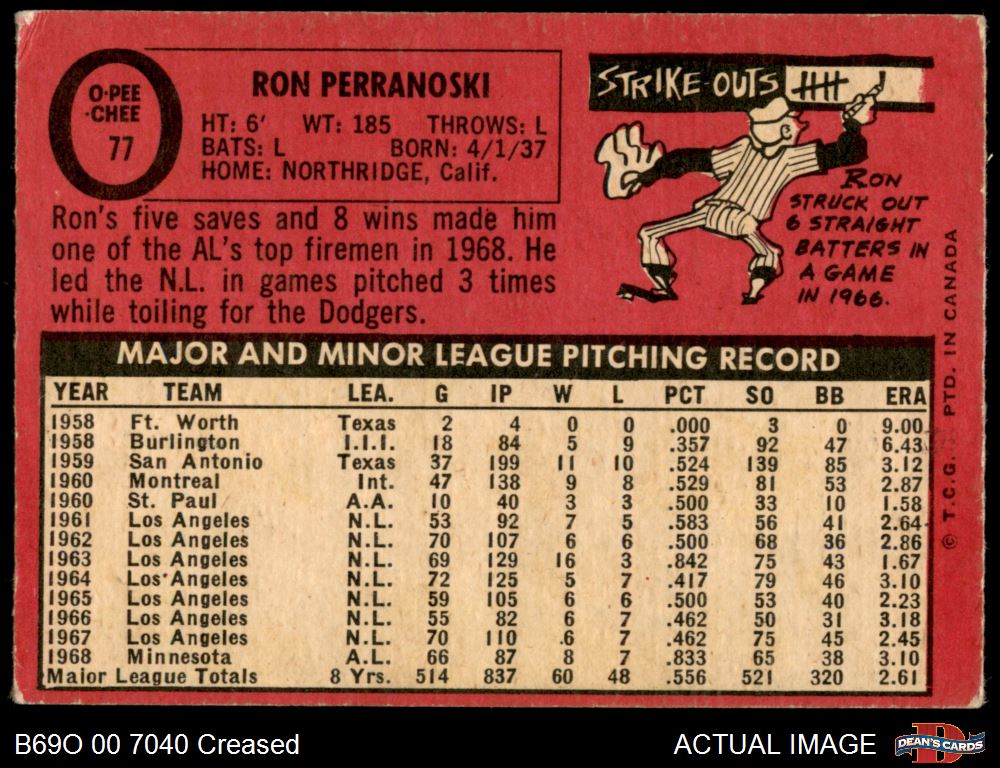 O-PEE
-CHEE
77
RON PERRANOSKI
HT: 6' WT: 185 THROWS: L
BATS: L BORN: 4/1/37
HOME: NORTHRIDGE, Calif.
Ron's five saves and 8 wins made him
one of the AL's top firemen in 1968. He
led the N.L. in games pitched 3 times
while toiling for the Dodgers.
STRIKE-OUTS
RON
STRUCK OUT
6 STRAIGHT
BATTERS IN
A GAME
IN 1966.
MAJOR AND MINOR LEAGUE PITCHING RECORD
YEAR TEAM LEA. G IP W L PCT SO BB ERA
1958 Ft. Worth Texas 2 4 0 0 .000 3 0 9.00
1958 Burlington I.I.I. 18 84 5 9 .357 92 47 6.43
1959 San Antonio Texas 37 199 11 10 .524 139 85 3.12
1960 Montreal Int. 47 138 9 8 .529 81 53 2.87
1960 St. Paul A.A. 10 40 3 3 .500 33 10 1.58
1961 Los Angeles N.L. 53 92 7 5 .583 56 41 2.64
1962 Los Angeles N.L. 70 107 6 6 .500 68 36 2.86
1963 Los Angeles N.L. 69 129 16 3 .842 75 43 1.67
1964 Los Angeles N.L. 72 125 5 7 .417 79 46 3.10
1965 Los Angeles N.L. 59 105 6 6 .500 53 40 2.23
1966 Los Angeles N.L. 55 82 6 7 .462 50 31 3.18
1967 Los Angeles N.L. 70 110 6 7 .462 75 45 2.45
1968 Minnesota A.L. 66 87 8 7 .833 65 38 3.10
Major League Totals 8 Yrs. 514 837 60 48 .556 521 320 2.61
© T.C.G. PTD. IN CANADA
B69O 00 7040 Creased
ACTUAL IMAGE
DEAN'S CARDS